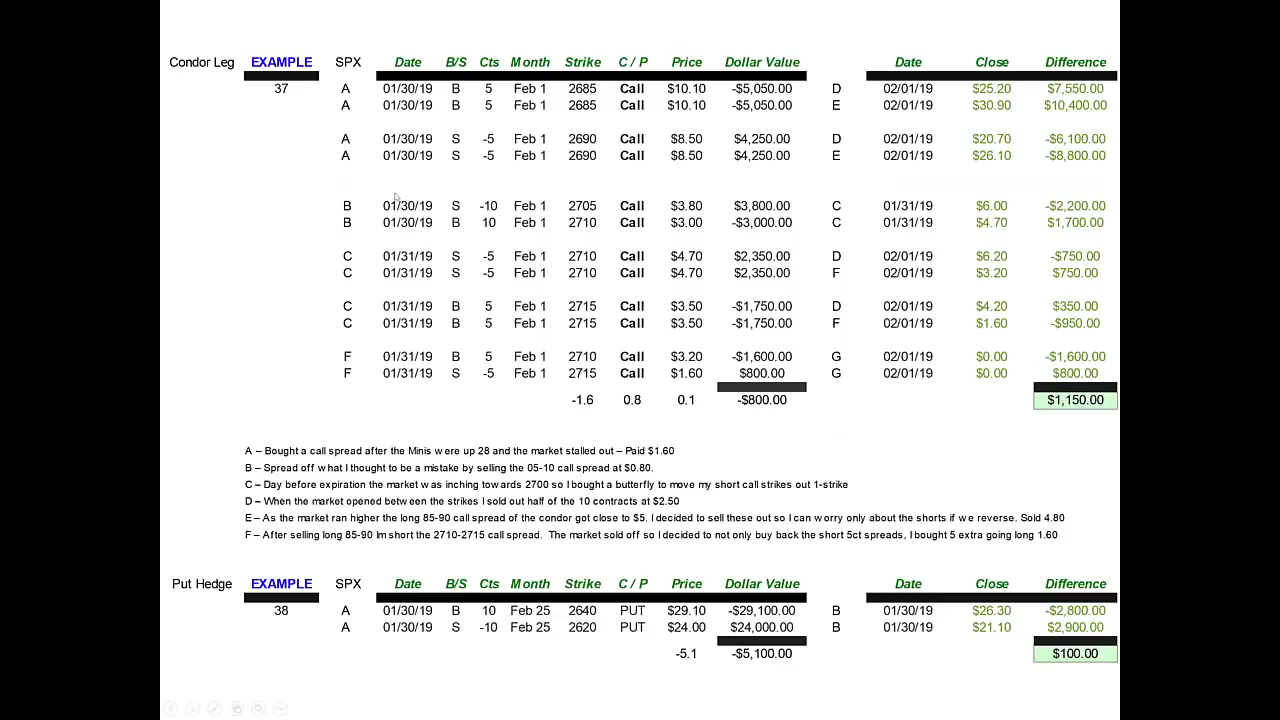 Condor Leg EXAMPLE SPX Date B/S Cts Month Strike C / P Price Dollar Value Date Close Difference
37 A 01/30/19 B 5 Feb 1 2685 Call $10.10 -$5,050.00 D 02/01/19 $25.20 $7,550.00
A 01/30/19 B 5 Feb 1 2685 Call $10.10 -$5,050.00 E 02/01/19 $30.90 $10,400.00
A 01/30/19 S -5 Feb 1 2690 Call $8.50 $4,250.00 D 02/01/19 $20.70 -$6,100.00
A 01/30/19 S -5 Feb 1 2690 Call $8.50 $4,250.00 E 02/01/19 $26.10 -$8,800.00
B 01/30/19 S -10 Feb 1 2705 Call $3.80 $3,800.00 C 01/31/19 $6.00 -$2,200.00
B 01/30/19 B 10 Feb 1 2710 Call $3.00 -$3,000.00 C 01/31/19 $4.70 $1,700.00
C 01/31/19 S -5 Feb 1 2710 Call $4.70 $2,350.00 D 02/01/19 $6.20 -$750.00
C 01/31/19 S -5 Feb 1 2710 Call $4.70 $2,350.00 F 02/01/19 $3.20 $750.00
C 01/31/19 B 5 Feb 1 2715 Call $3.50 -$1,750.00 D 02/01/19 $4.20 $350.00
C 01/31/19 B 5 Feb 1 2715 Call $3.50 -$1,750.00 F 02/01/19 $1.60 -$950.00
F 01/31/19 B 5 Feb 1 2710 Call $3.20 -$1,600.00 G 02/01/19 $0.00 -$1,600.00
F 01/31/19 S -5 Feb 1 2715 Call $1.60 $800.00 G 02/01/19 $0.00 $800.00
-1.6 0.8 0.1 -$800.00 $1,150.00
A – Bought a call spread after the Minis were up 28 and the market stalled out – Paid $1.60
B – Spread off what I thought to be a mistake by selling the 05-10 call spread at $0.80.
C – Day before expiration the market was inching towards 2700 so I bought a butterfly to move my short call strikes out 1-strike
D – When the market opened between the strikes I sold out half of the 10 contracts at $2.50
E – As the market ran higher the long 85-90 call spread of the condor got close to $5. I decided to sell these out so I can worry only about the shorts if we reverse. Sold 4.80
F – After selling long 85-90 Im short the 2710-2715 call spread. The market sold off so I decided to not only buy back the short 5ct spreads, I bought 5 extra going long 1.60
Put Hedge EXAMPLE SPX Date B/S Cts Month Strike C / P Price Dollar Value Date Close Difference
38 A 01/30/19 B 10 Feb 25 2640 PUT $29.10 -$29,100.00 B 01/30/19 $26.30 -$2,800.00
A 01/30/19 S -10 Feb 25 2620 PUT $24.00 $24,000.00 B 01/30/19 $21.10 $2,900.00
-5.1 -$5,100.00 $100.00